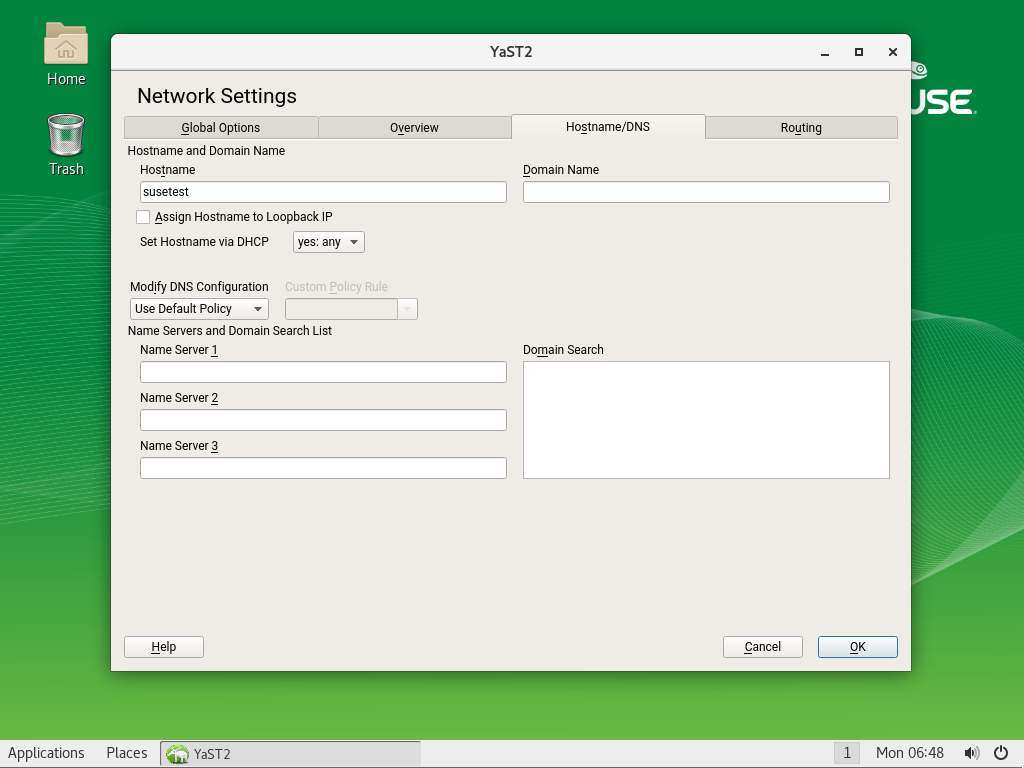 Home
Trash
USE
YaST2
Network Settings
Global Options
Overview
Hostname/DNS
Routing
Hostname and Domain Name
Hostname
Domain Name
susetest
Assign Hostname to Loopback IP
Set Hostname via DHCP
yes: any
Modify DNS Configuration
Custom Policy Rule
Use Default Policy
Name Servers and Domain Search List
Name Server 1
Domain Search
Name Server 2
Name Server 3
Help
Cancel
OK
Applications
Places
YaST2
1
Mon 06:48